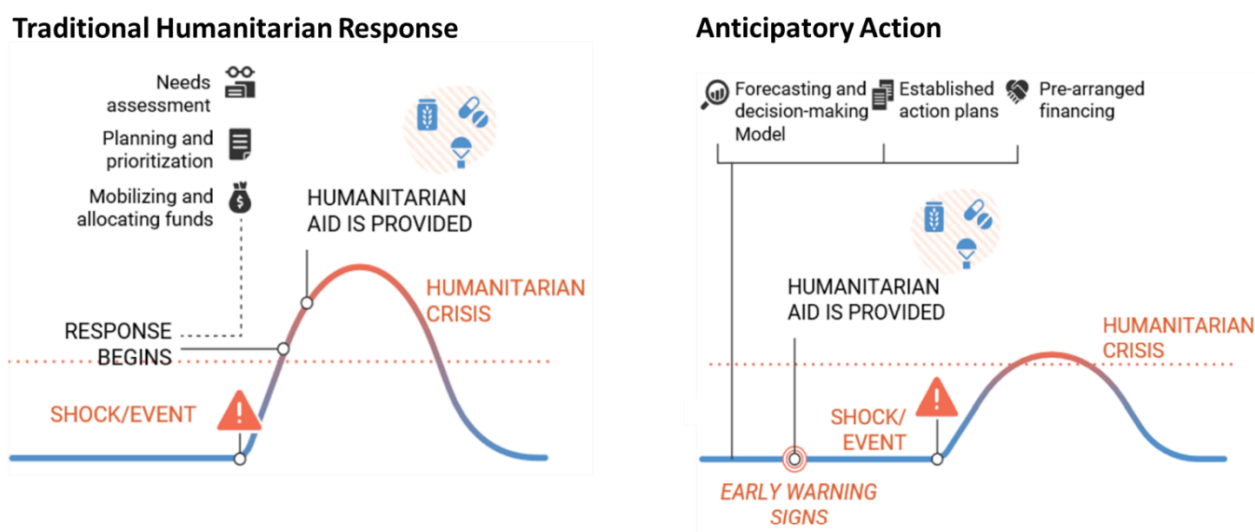 Traditional Humanitarian Response
Needs
assessment
Planning and
prioritization
Mobilizing and
allocating funds
$
HUMANITARIAN
AID IS PROVIDED
HUMANITARIAN
CRISIS
RESPONSE
BEGINS
SHOCK/EVENT
!
Anticipatory Action
Forecasting and
decision-making
Model
Established
action plans
Pre-arranged
financing
HUMANITARIAN
AID IS PROVIDED
HUMANITARIAN
CRISIS
SHOCK/
EVENT
!
EARLY WARNING
SIGNS